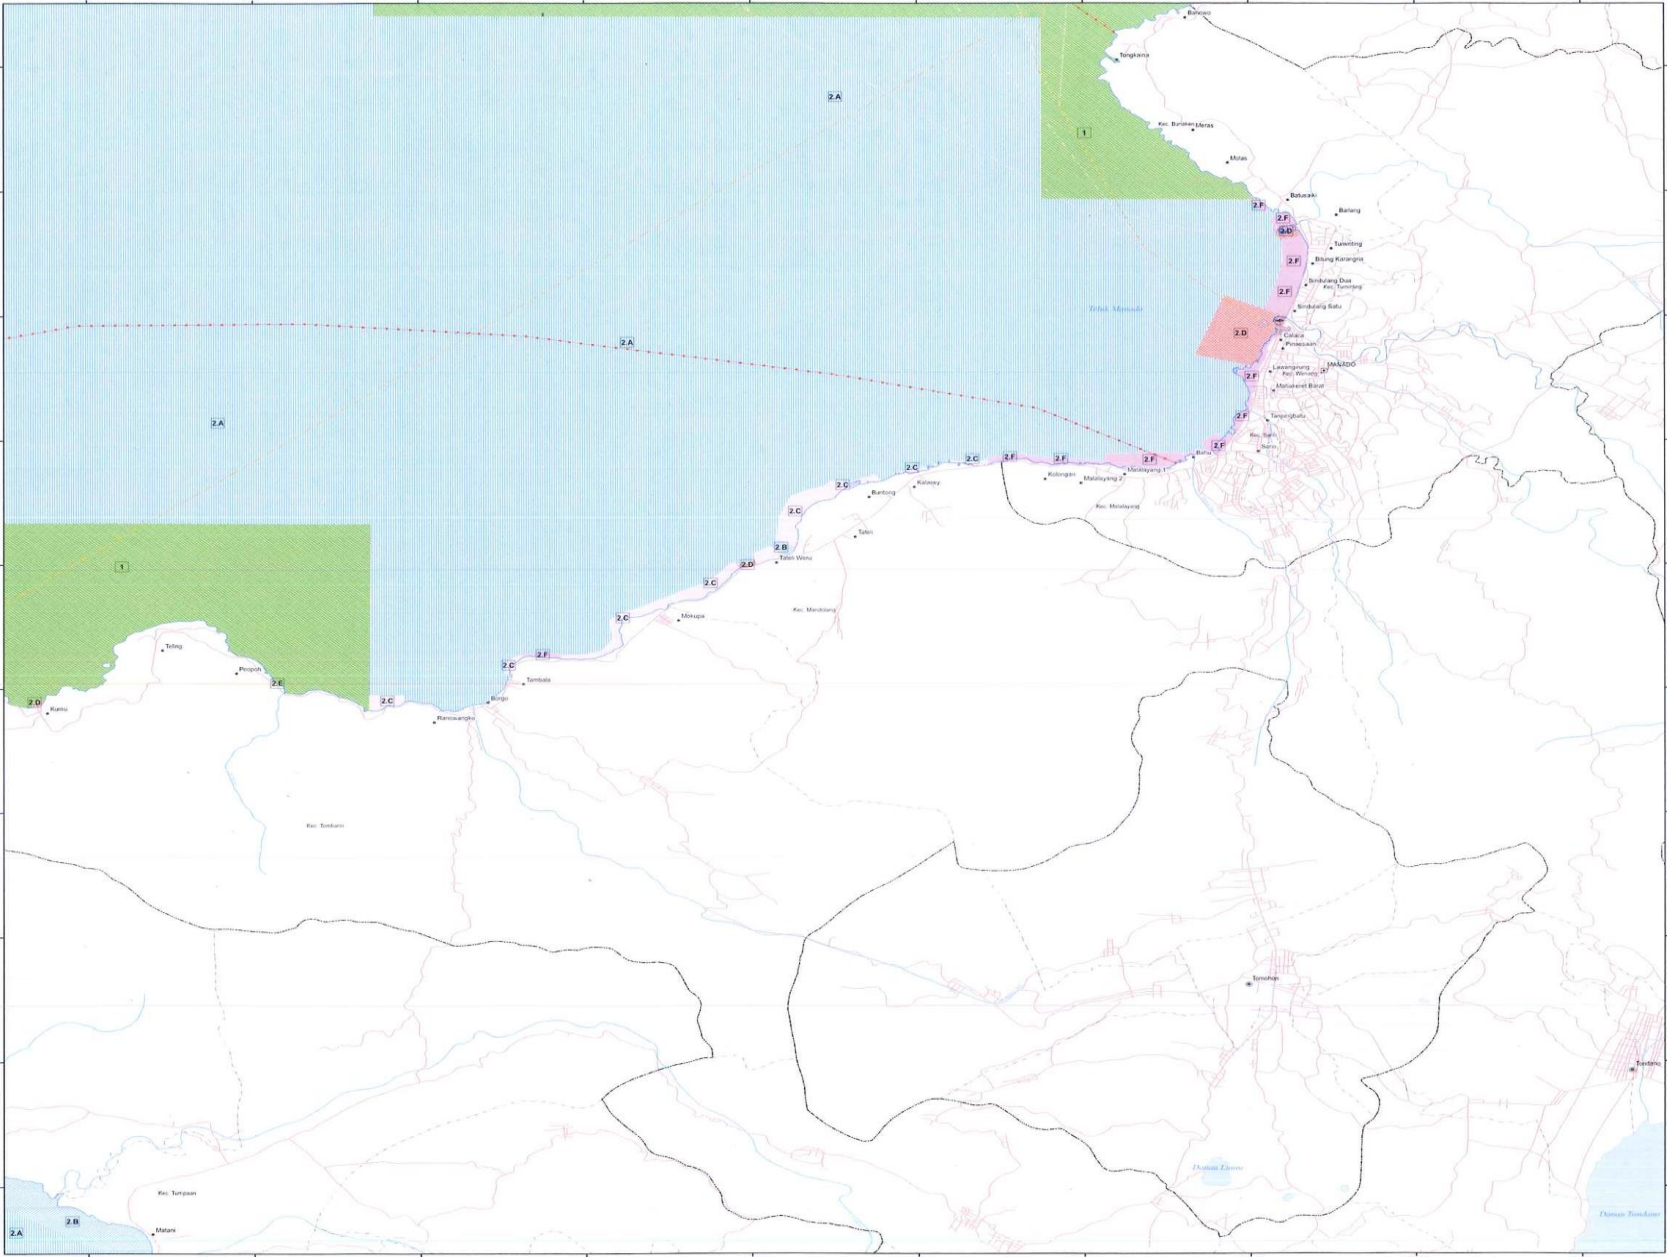 Bahowo
Tongkaina
2.A
1
Kec. Bunaken
Meras
Molas
Batusaiki
2.F
Bailang
2.F
2.D
Tuminting
2.F
Bitung Karangria
Sindulang Dua
Kec. Tuminting
2.F
Teluk Manado
Sindulang Satu
2.D
Calaca
Pinaesaan
2.A
MANADO
Lawangirung
Kec. Wenang
2.F
2.F
Tanjungbatu
2.A
Kec. Sario
2.F
Sario
Bahu
2.C
2.C
2.F
2.F
2.F
Malalayang 1
Kolongan
Malalayang 2
Kalasey
2.C
Buntong
Kec. Malalayang
2.C
Tateli
2.B
Tateli Weru
2.D
1
2.C
Kec. Mandolang
2.C
Mokupa
Teling
2.F
2.C
Poopoh
Tambala
2.E
2.D
2.C
Borgo
Kumu
Ranowangko
Kec. Tombariri
Tomohon
Tondano
Danau Linow
Kec. Tumpaan
Danau Tondano
2.B
Matani
2.A